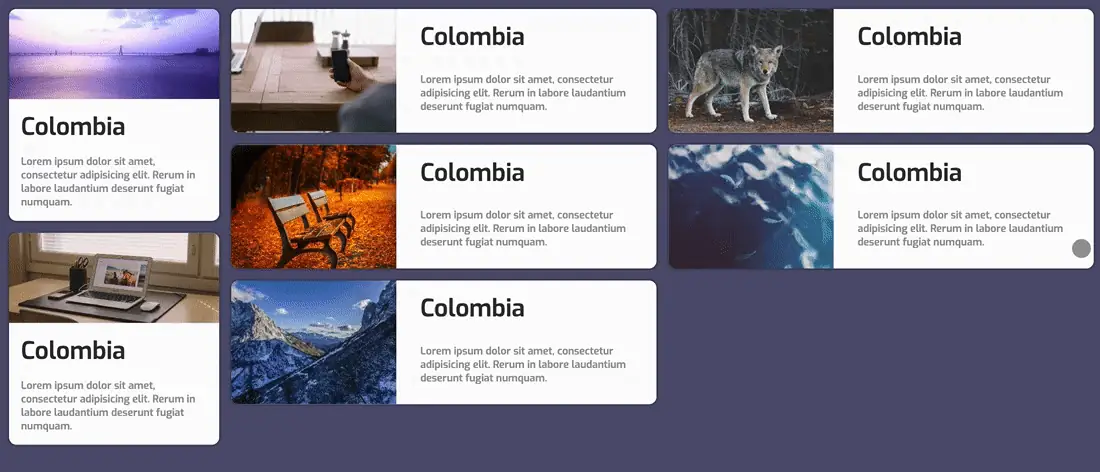 Colombia
Lorem ipsum dolor sit amet,
consectetur adipisicing elit. Rerum in
labore laudantium deserunt fugiat
numquam.
Colombia
Lorem ipsum dolor sit amet,
consectetur adipisicing elit. Rerum in
labore laudantium deserunt fugiat
numquam.
Colombia
Lorem ipsum dolor sit amet, consectetur
adipisicing elit. Rerum in labore laudantium
deserunt fugiat numquam.
Colombia
Lorem ipsum dolor sit amet, consectetur
adipisicing elit. Rerum in labore laudantium
deserunt fugiat numquam.
Colombia
Lorem ipsum dolor sit amet, consectetur
adipisicing elit. Rerum in labore laudantium
deserunt fugiat numquam.
Colombia
Lorem ipsum dolor sit amet, consectetur
adipisicing elit. Rerum in labore laudantium
deserunt fugiat numquam.
Colombia
Lorem ipsum dolor sit amet, consectetur
adipisicing elit. Rerum in labore laudantium
deserunt fugiat numquam.